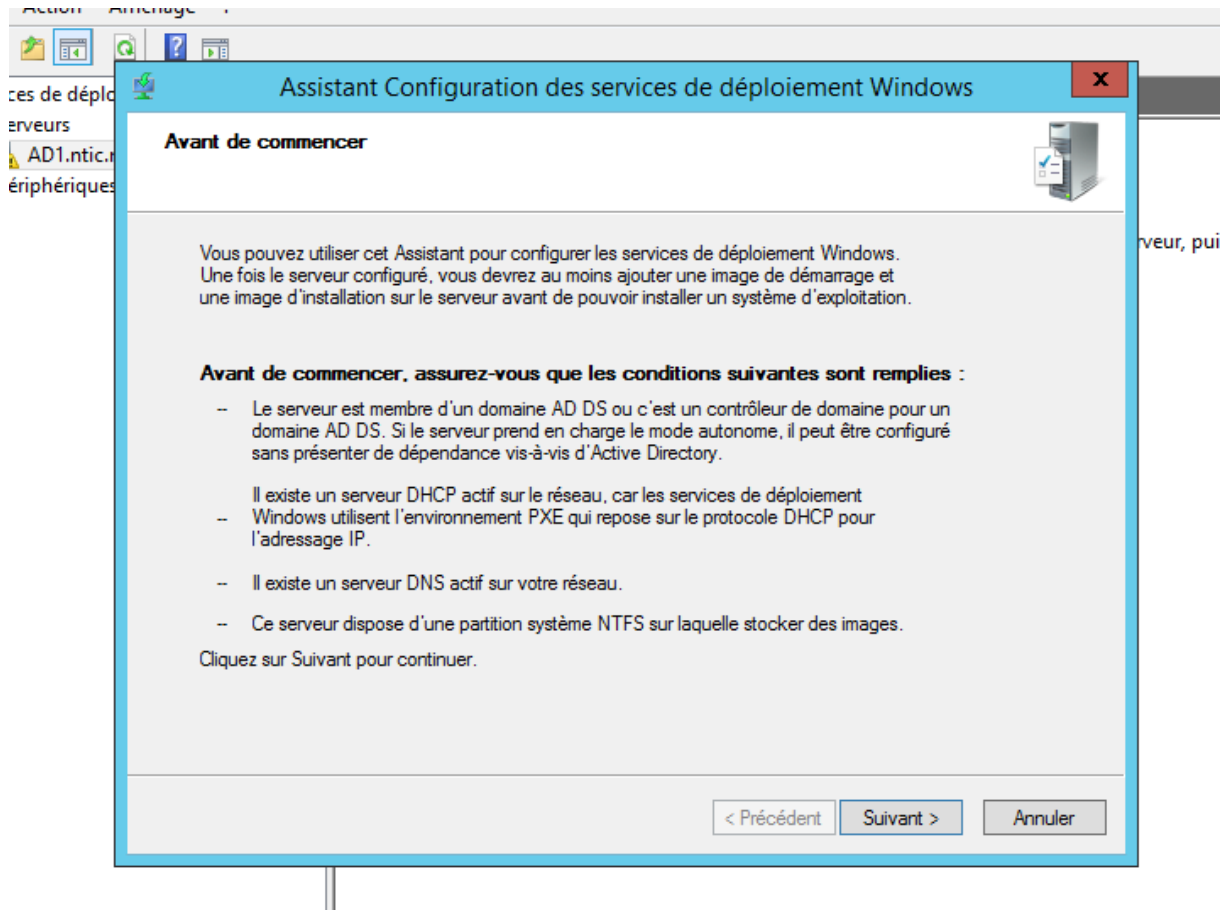 Action Affichage ?
Assistant Configuration des services de déploiement Windows
ces de déplo
erveurs
AD1.ntic.
ériphériques
Avant de commencer
rveur, pui
Vous pouvez utiliser cet Assistant pour configurer les services de déploiement Windows.
Une fois le serveur configuré, vous devrez au moins ajouter une image de démarrage et
une image d'installation sur le serveur avant de pouvoir installer un système d'exploitation.
Avant de commencer, assurez-vous que les conditions suivantes sont remplies :
-- Le serveur est membre d'un domaine AD DS ou c'est un contrôleur de domaine pour un
domaine AD DS. Si le serveur prend en charge le mode autonome, il peut être configuré
sans présenter de dépendance vis-à-vis d'Active Directory.
Il existe un serveur DHCP actif sur le réseau, car les services de déploiement
-- Windows utilisent l'environnement PXE qui repose sur le protocole DHCP pour
l'adressage IP.
-- Il existe un serveur DNS actif sur votre réseau.
-- Ce serveur dispose d'une partition système NTFS sur laquelle stocker des images.
Cliquez sur Suivant pour continuer.
< Précédent Suivant > Annuler